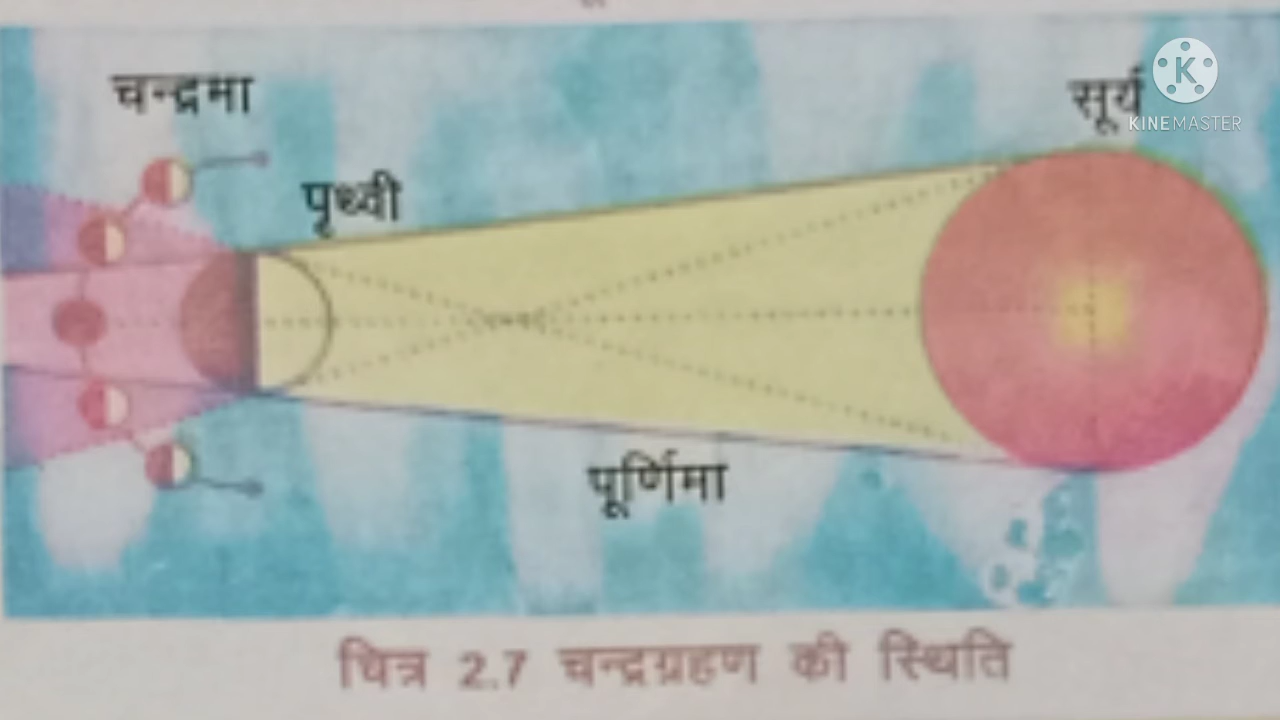 चन्द्रमा
सूर्य
KINEMASTER
पृथ्वी
पूर्णिमा
चित्र 2.7 चन्द्रग्रहण की स्थिति